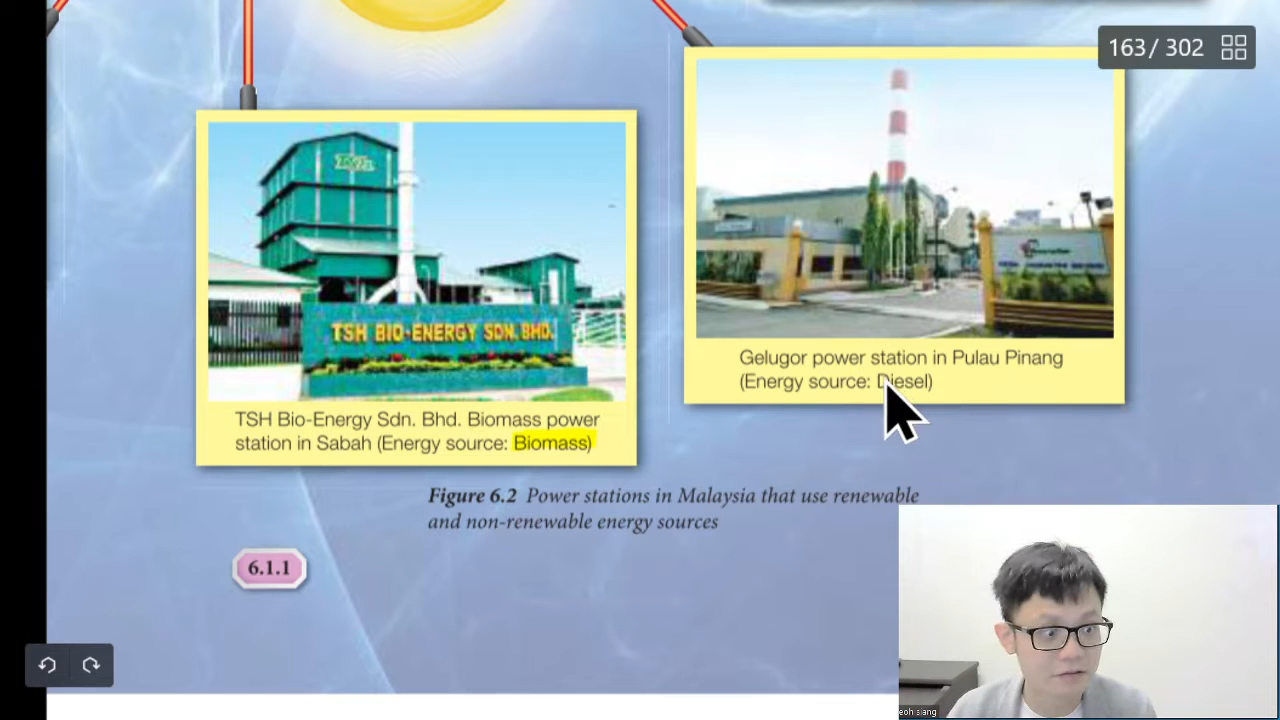 163/ 302
TSH BIO-ENERGY SDN. BHD.
TSH Bio-Energy Sdn. Bhd. Biomass power
station in Sabah (Energy source: Biomass)
Gelugor power station in Pulau Pinang
(Energy source: Diesel)
Figure 6.2 Power stations in Malaysia that use renewable
and non-renewable energy sources
6.1.1
eoh siang